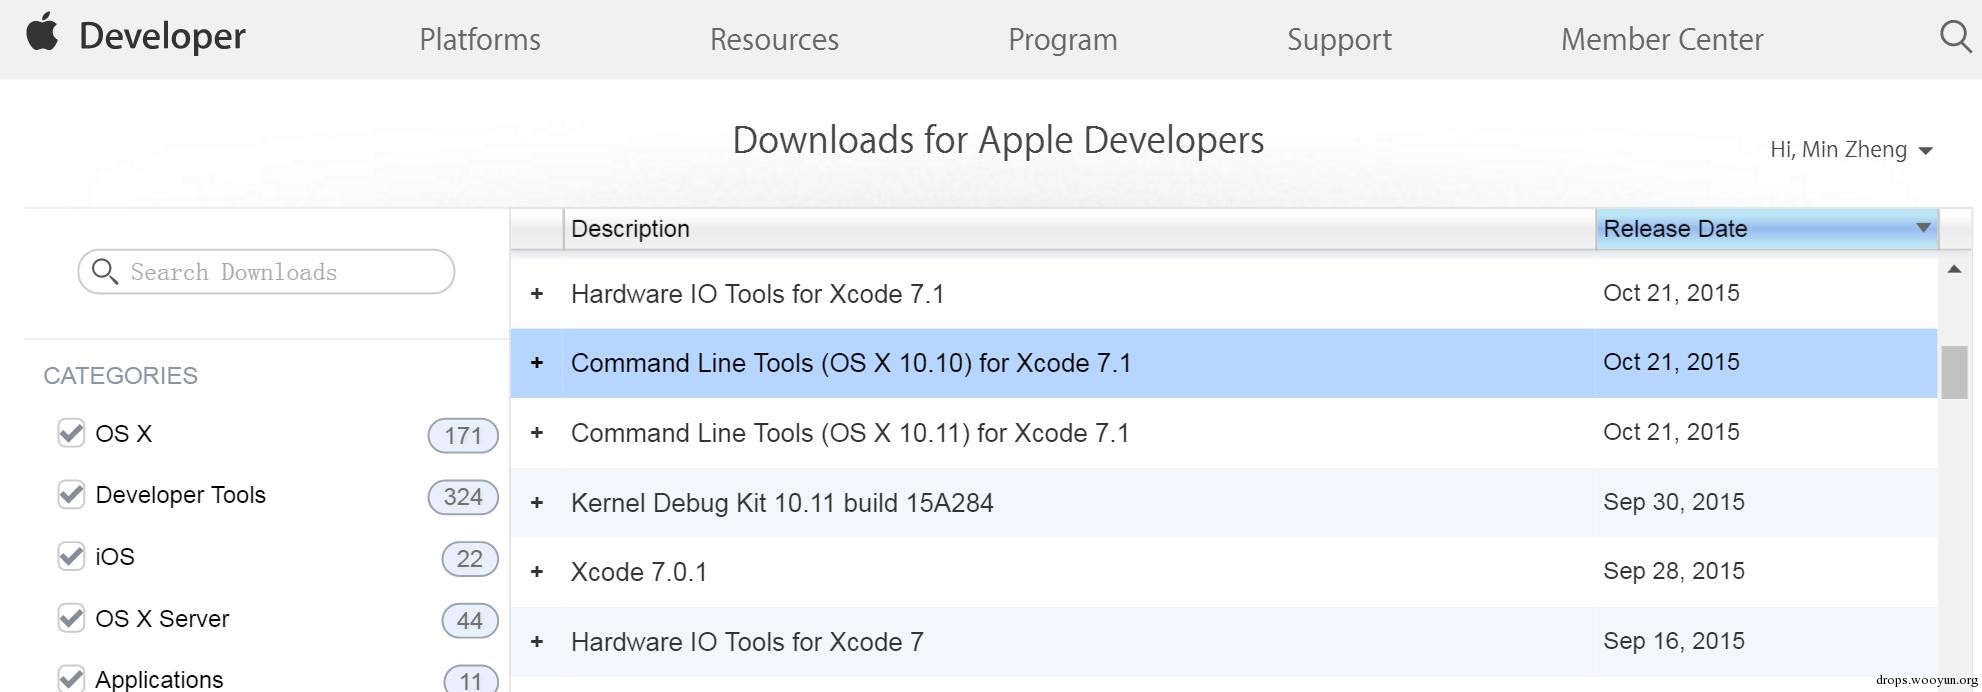 Developer
Platforms
Resources
Program
Support
Member Center
Downloads for Apple Developers
Hi, Min Zheng
Search Downloads
CATEGORIES
OS X 171
Developer Tools 324
iOS 22
OS X Server 44
Applications 11
Description Release Date
+ Hardware IO Tools for Xcode 7.1 Oct 21, 2015
+ Command Line Tools (OS X 10.10) for Xcode 7.1 Oct 21, 2015
+ Command Line Tools (OS X 10.11) for Xcode 7.1 Oct 21, 2015
+ Kernel Debug Kit 10.11 build 15A284 Sep 30, 2015
+ Xcode 7.0.1 Sep 28, 2015
+ Hardware IO Tools for Xcode 7 Sep 16, 2015
drops.wooyun.org